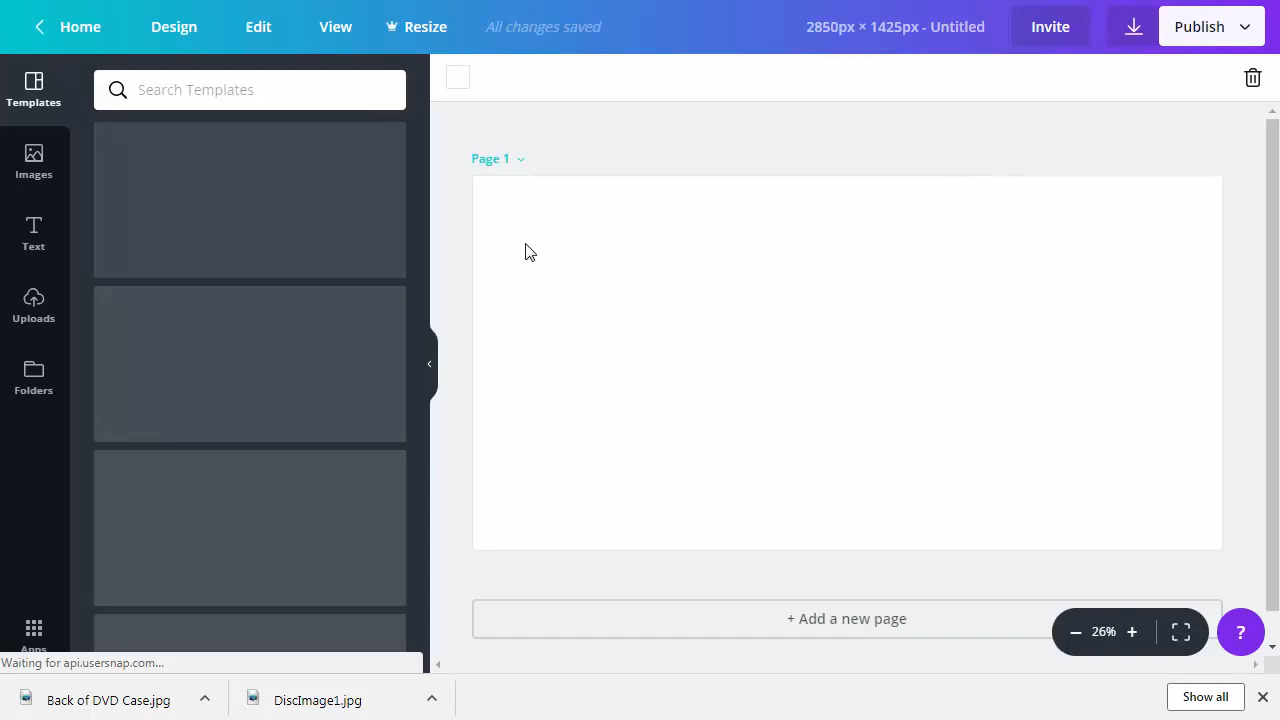 Home Design Edit View Resize All changes saved 2850px × 1425px - Untitled Invite Publish
Templates
Search Templates
Images
Text
Uploads
Folders
Apps
Page 1
+ Add a new page
26%
?
Waiting for api.usersnap.com...
Back of DVD Case.jpg DiscImage1.jpg Show all